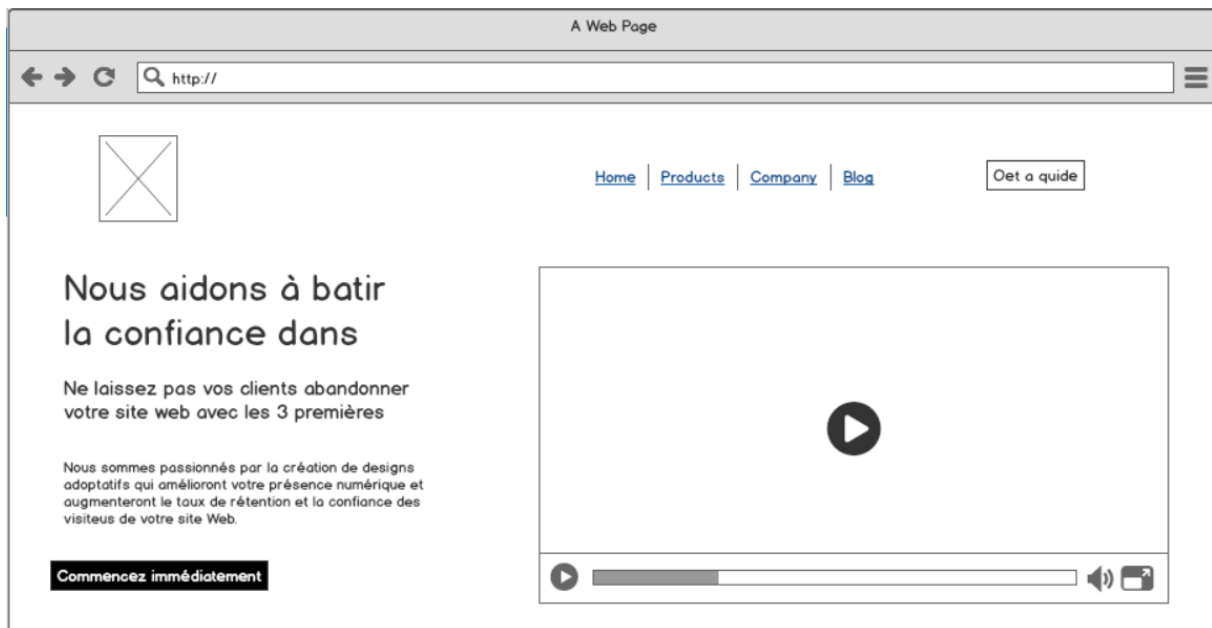 A Web Page
http://
Home Products Company Blog
Oet a quide
Nous aidons à batir
la confiance dans
Ne laissez pas vos clients abandonner
votre site web avec les 3 premières
Nous sommes passionnés par la création de designs
adoptatifs qui amélioront votre présence numérique et
augmenteront le taux de rétention et la confiance des
visiteus de votre site Web.
Commencez immédiatement